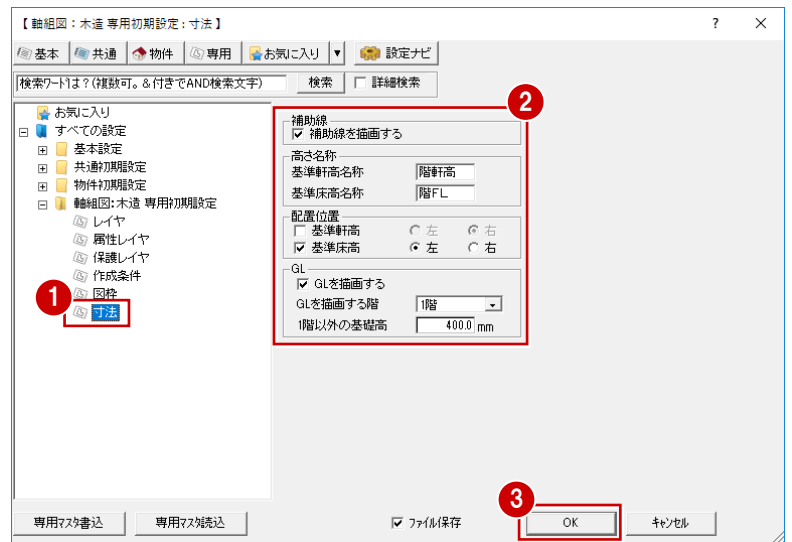 【 軸組図：木造 専用初期設定 : 寸法 】 ? ×
基本 共通 物件 専用 お気に入り ▼ 設定ナビ
検索ワードは？(複数可。＆付きでAND検索文字) 検索 詳細検索
お気に入り
すべての設定
基本設定
共通初期設定
物件初期設定
軸組図:木造 専用初期設定
レイヤ
属性レイヤ
保護レイヤ
作成条件
図枠
1
寸法
2
補助線
補助線を描画する
高さ名称
基準軒高名称 階軒高
基準床高名称 階FL
配置位置
基準軒高 左 右
基準床高 左 右
GL
GLを描画する
GLを描画する階 1階
1階以外の基礎高 400.0 mm
3
専用マスタ書込 専用マスタ読込 ファイル保存 OK キャンセル